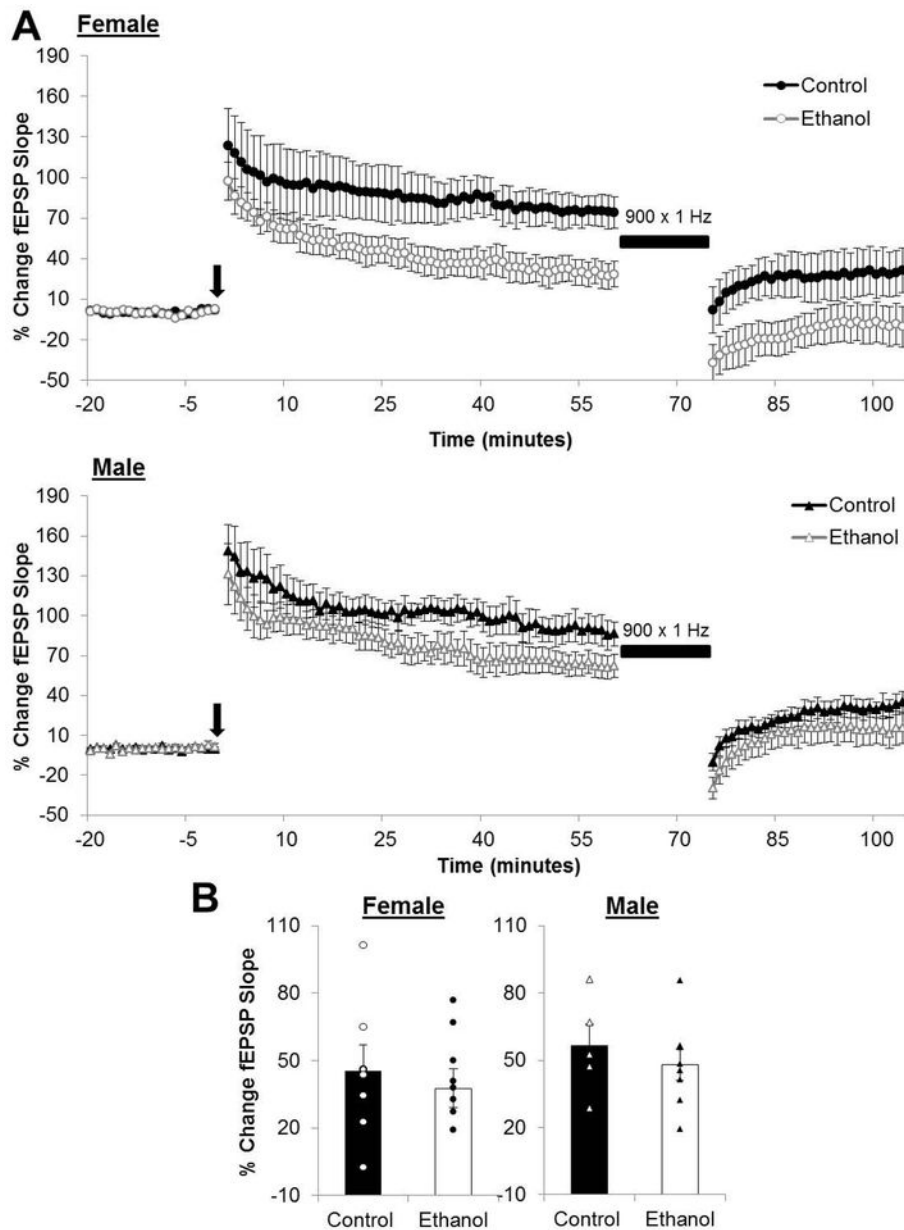 A
Female
190
160
130
100
70
40
10
-20
-50
% Change fEPSP Slope
Control
Ethanol
900 x 1 Hz
-20 -5 10 25 40 55 70 85 100
Time (minutes)
Male
190
160
130
100
70
40
10
-20
-50
% Change fEPSP Slope
Control
Ethanol
900 x 1 Hz
-20 -5 10 25 40 55 70 85 100
Time (minutes)
B
Female
110
80
50
20
-10
% Change fEPSP Slope
Control Ethanol
Male
110
80
50
20
-10
Control Ethanol